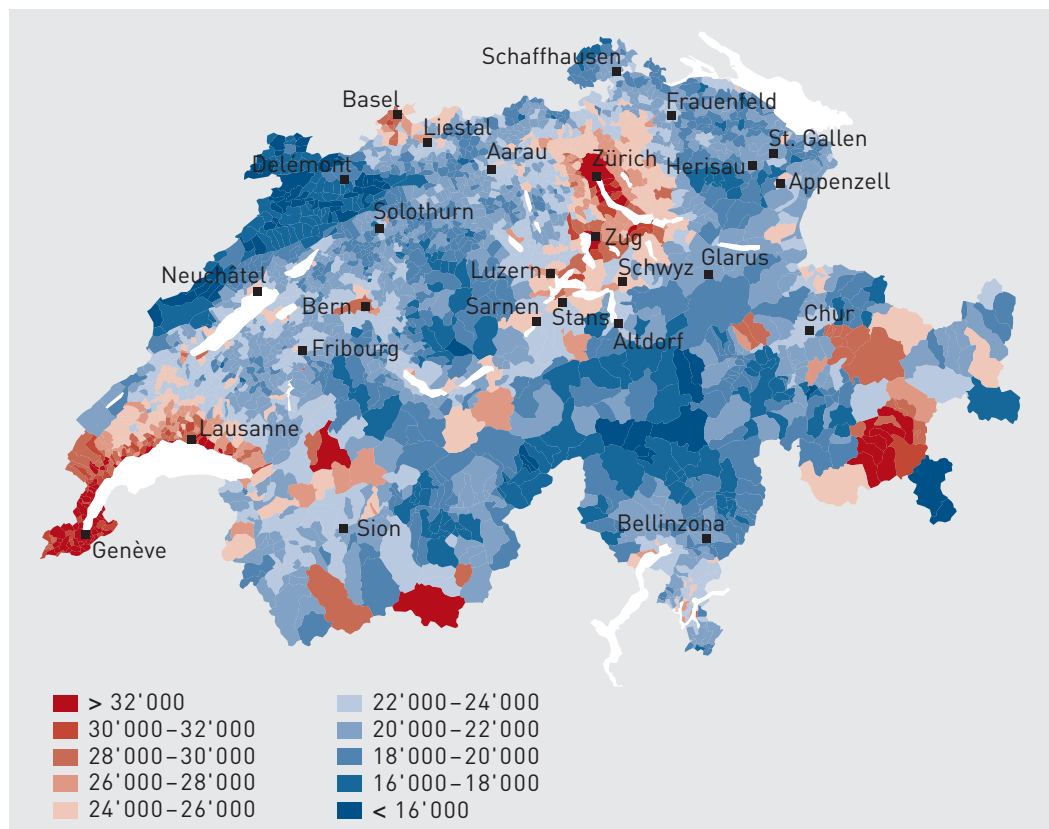 Schaffhausen
Basel
Frauenfeld
Liestal
St. Gallen
Aarau
Zürich
Delémont
Herisau
Appenzell
Solothurn
Zug
Glarus
Luzern
Schwyz
Neuchâtel
Bern
Sarnen
Stans
Chur
Altdorf
Fribourg
Lausanne
Bellinzona
Sion
Genève
> 32'000
30'000–32'000
28'000–30'000
26'000–28'000
24'000–26'000
22'000–24'000
20'000–22'000
18'000–20'000
16'000–18'000
< 16'000